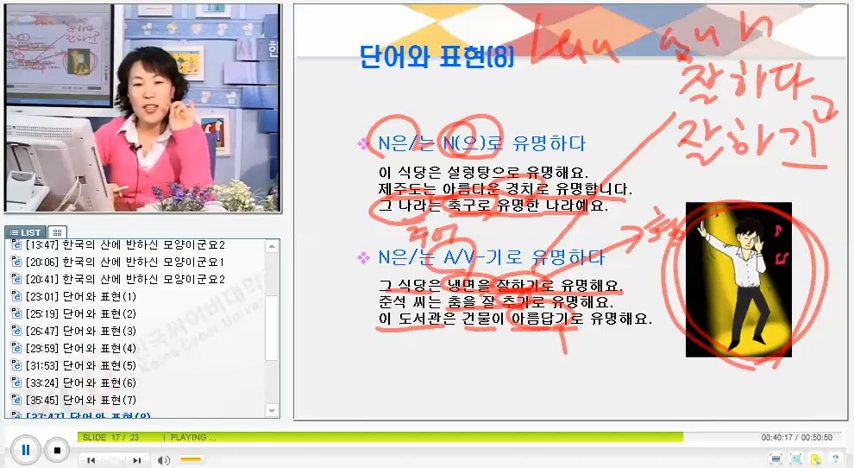 단어와 표현(8)
잘하다
잘하기
고
N은/는 N(으)로 유명하다
이 식당은 설렁탕으로 유명해요.
제주도는 아름다운 경치로 유명합니다.
그 나라는 축구로 유명한 나라예요.
주어
N은/는 A/V-기로 유명하다
그 식당은 냉면을 잘하기로 유명해요.
준석 씨는 춤을 잘 추기로 유명해요.
이 도서관은 건물이 아름답기로 유명해요.
LIST
[13:47] 한국의 산에 반하신 모양이군요2
[20:06] 한국의 산에 반하신 모양이군요1
[20:41] 한국의 산에 반하신 모양이군요2
[23:01] 단어와 표현(1)
[25:19] 단어와 표현(2)
[26:47] 단어와 표현(3)
[29:59] 단어와 표현(4)
[31:53] 단어와 표현(5)
[33:24] 단어와 표현(6)
[35:45] 단어와 표현(7)
[37:47] 단어와 표현(8)
SLIDE 17 / 23 PLAYING ...
00:40:17 / 00:50:50